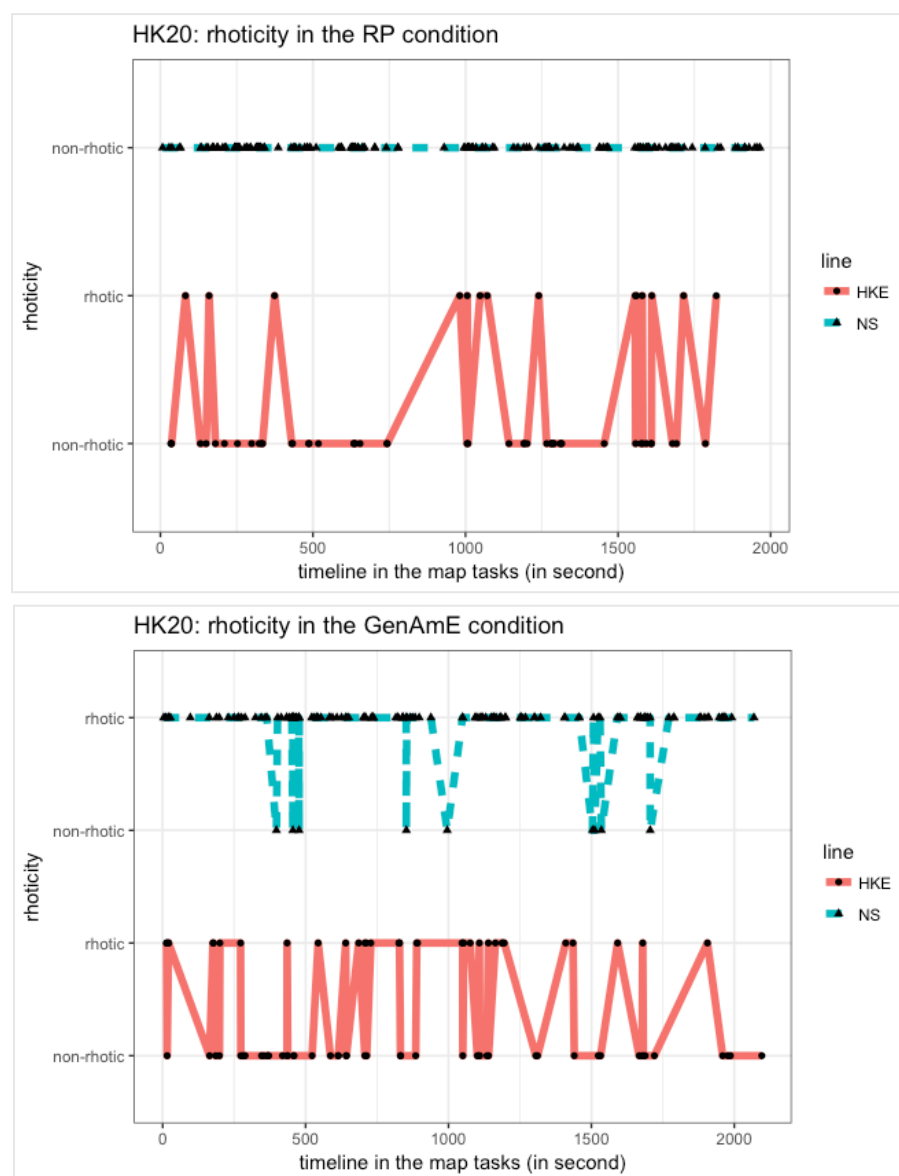 HK20: rhoticity in the RP condition
non-rhotic
rhotic
non-rhotic
rhoticity
0 500 1000 1500 2000
timeline in the map tasks (in second)
line
HKE
NS
HK20: rhoticity in the GenAmE condition
rhotic
non-rhotic
rhotic
non-rhotic
rhoticity
0 500 1000 1500 2000
timeline in the map tasks (in second)
line
HKE
NS